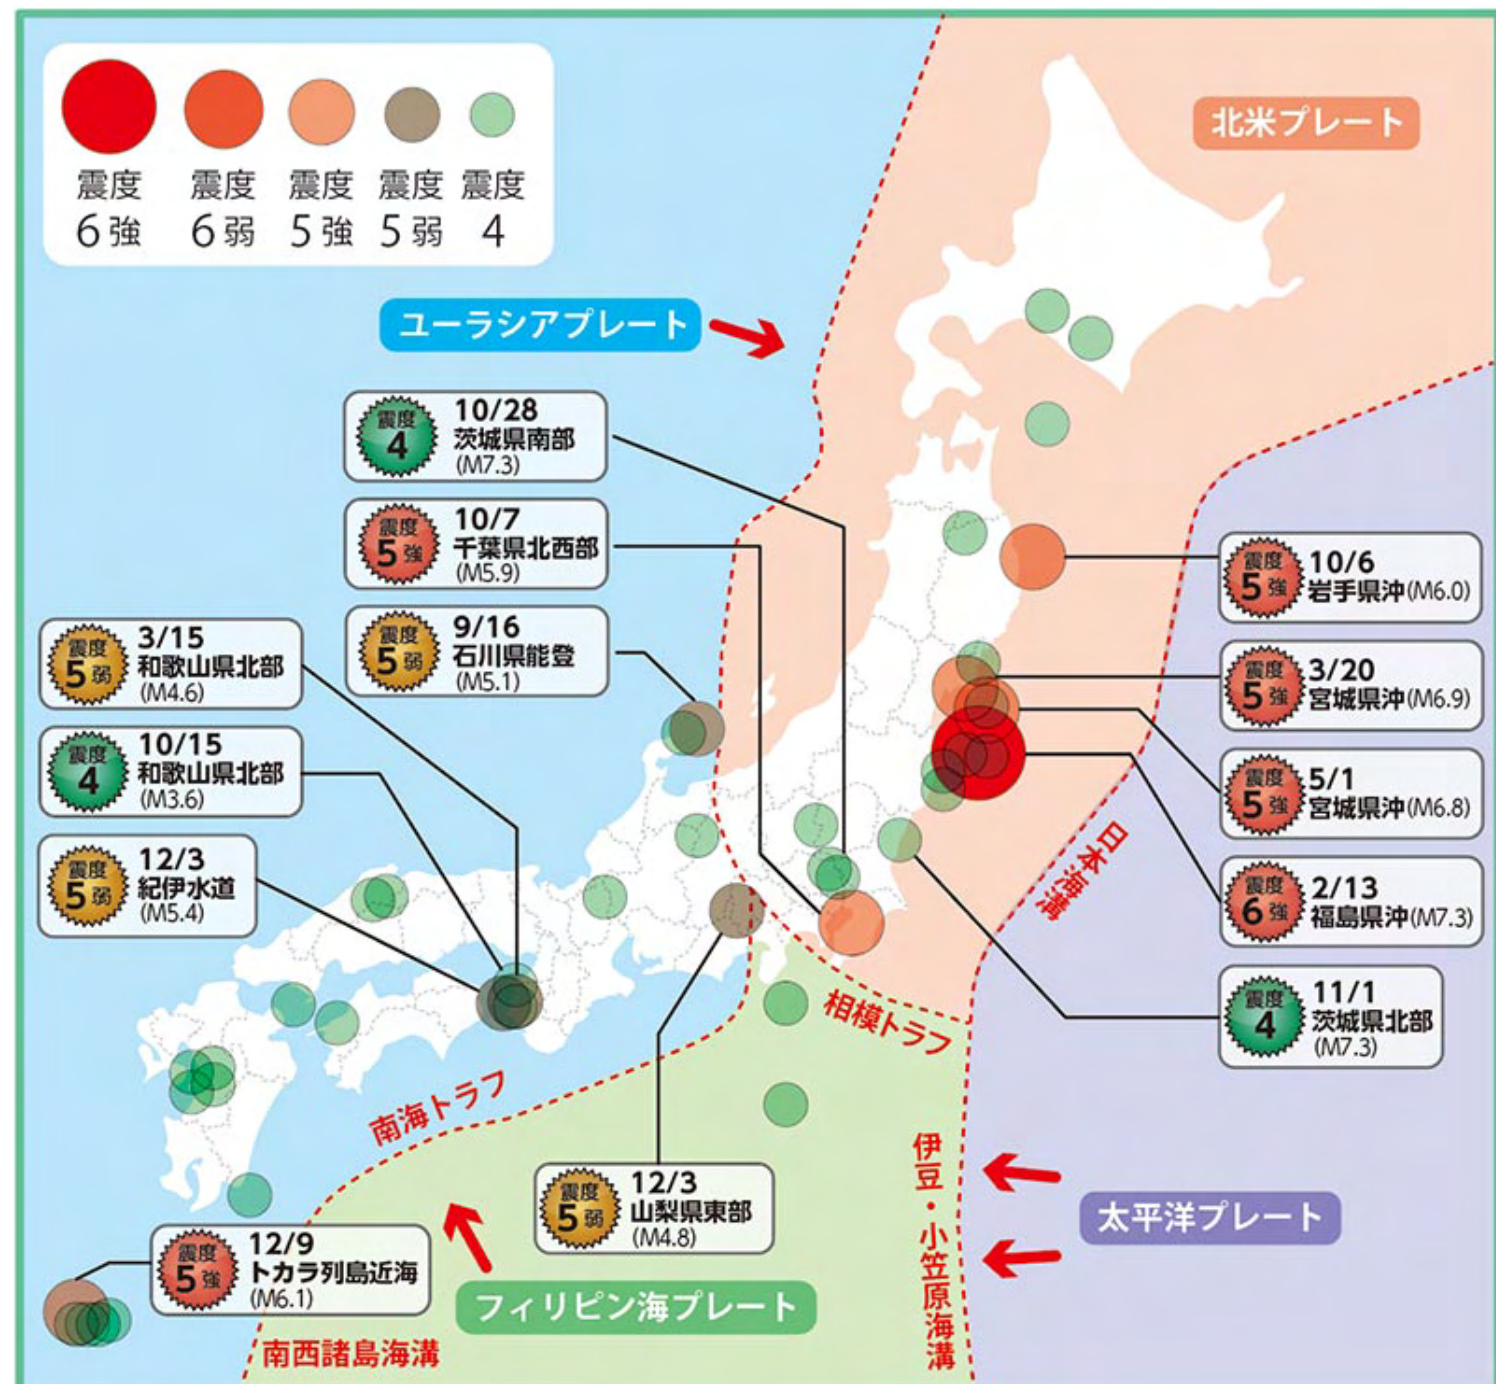 震度
6強
震度
6弱
震度
5強
震度
5弱
震度
4
北米プレート
ユーラシアプレート
震度
4
10/28
茨城県南部
(M7.3)
震度
5強
10/7
千葉県北西部
(M5.9)
震度
5弱
9/16
石川県能登
(M5.1)
震度
5弱
3/15
和歌山県北部
(M4.6)
震度
4
10/15
和歌山県北部
(M3.6)
震度
5弱
12/3
紀伊水道
(M5.4)
震度
5強
10/6
岩手県沖(M6.0)
震度
5強
3/20
宮城県沖(M6.9)
震度
5強
5/1
宮城県沖(M6.8)
震度
6強
2/13
福島県沖(M7.3)
震度
4
11/1
茨城県北部
(M7.3)
日本海溝
相模トラフ
南海トラフ
伊豆・小笠原海溝
太平洋プレート
震度
5弱
12/3
山梨県東部
(M4.8)
震度
5強
12/9
トカラ列島近海
(M6.1)
フィリピン海プレート
南西諸島海溝